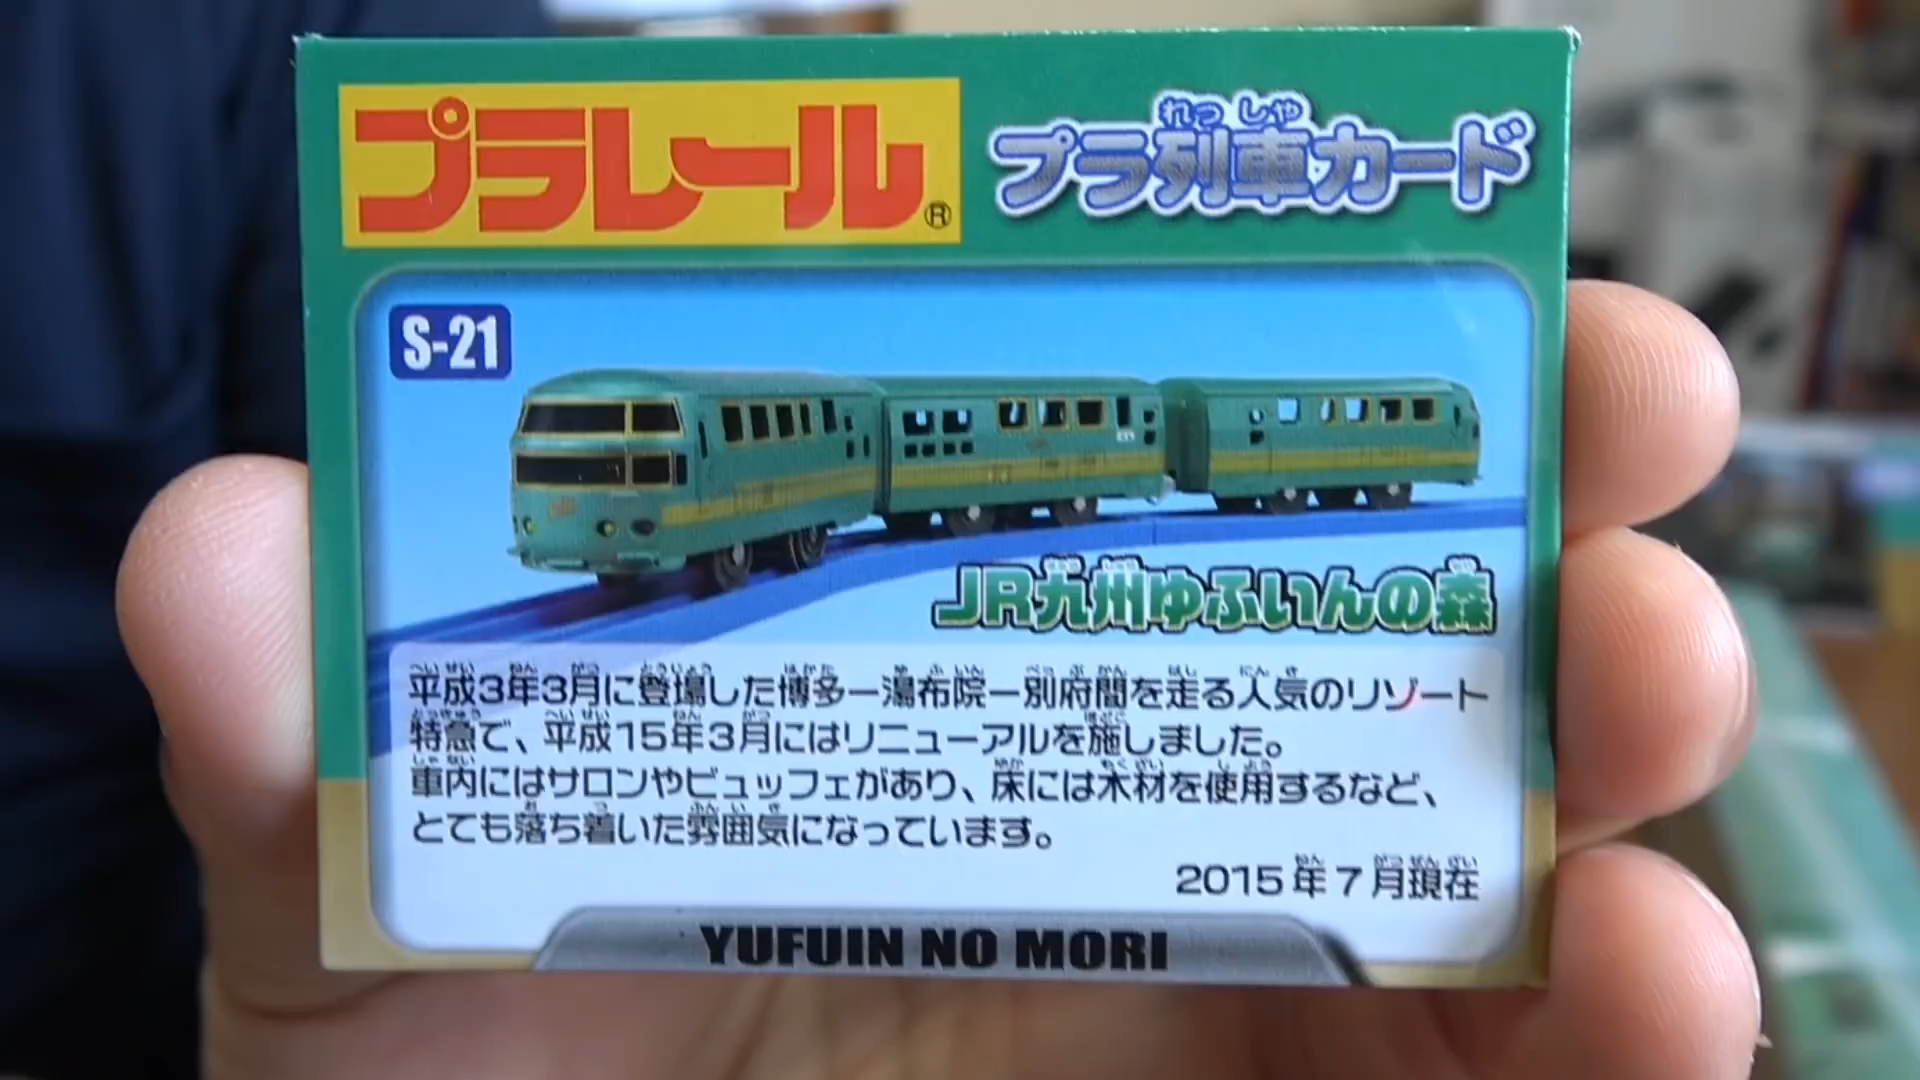 プラレール®
プラ列車カード
S-21
JR九州ゆふいんの森
平成3年3月に登場した博多ー湯布院ー別府間を走る人気のリゾート
特急で、平成15年3月にはリニューアルを施しました。
車内にはサロンやビュッフェがあり、床には木材を使用するなど、
とても落ち着いた雰囲気になっています。
2015年7月現在
YUFUIN NO MORI